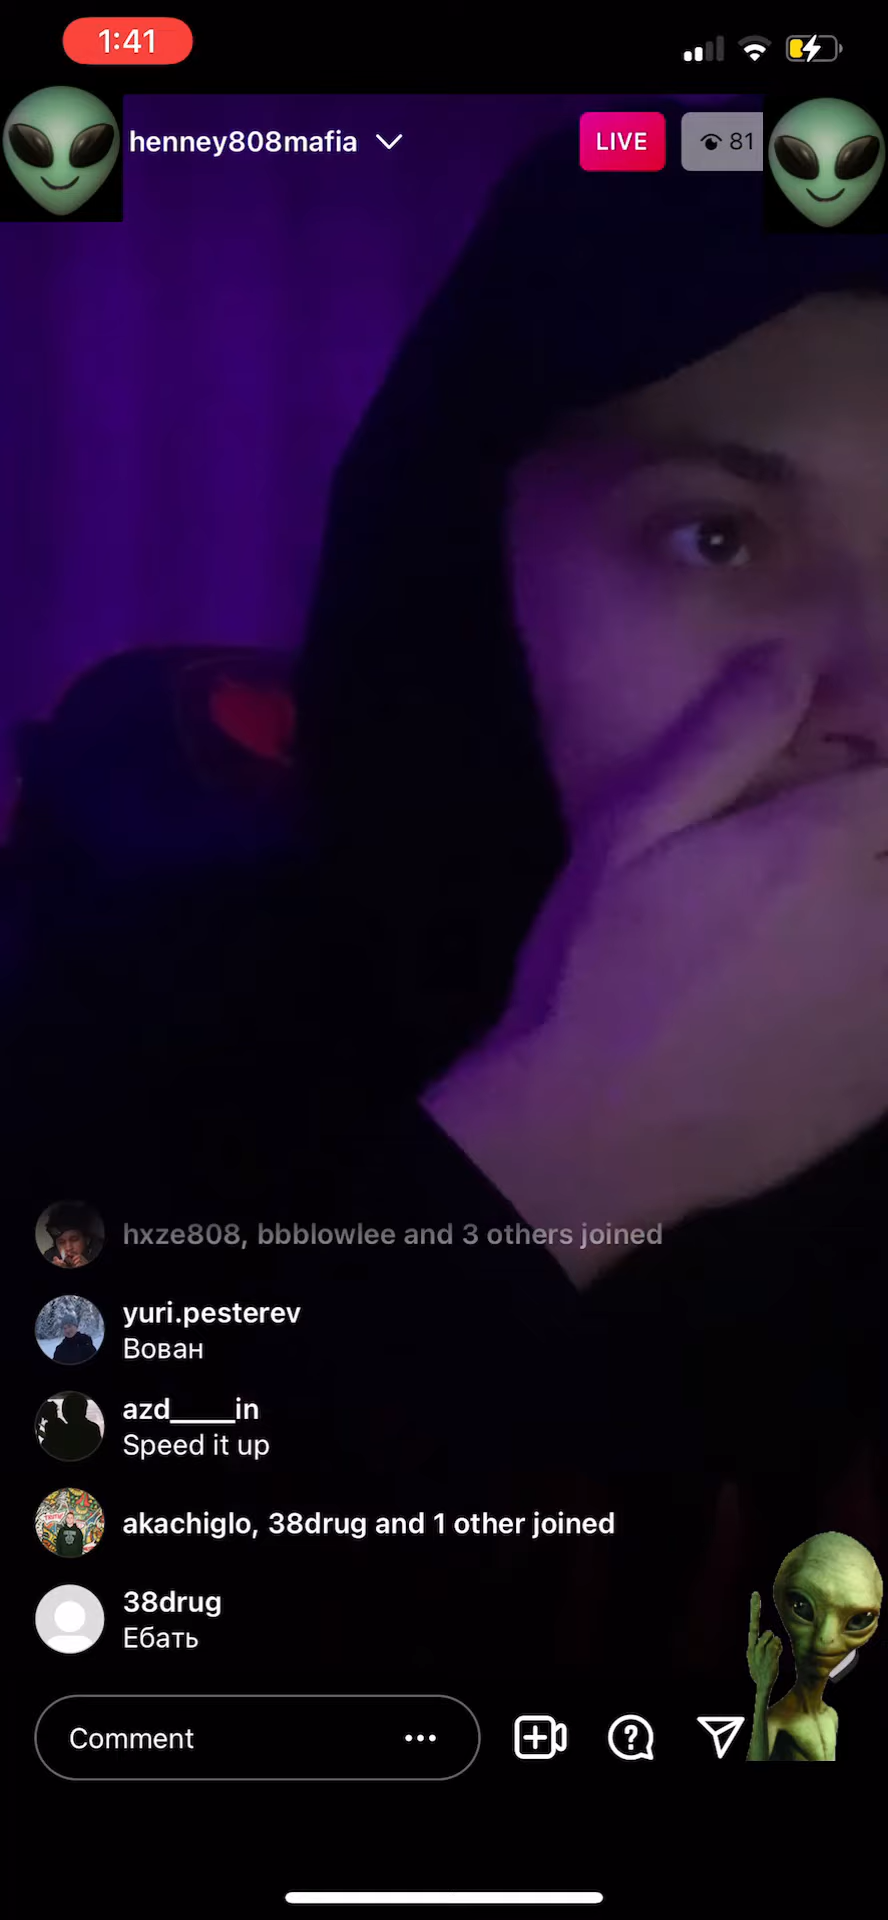 1:41
henney808mafia
LIVE
81
hxze808, bbblowlee and 3 others joined
yuri.pesterev
Вован
azd_____in
Speed it up
akachiglo, 38drug and 1 other joined
38drug
Ебать
Comment